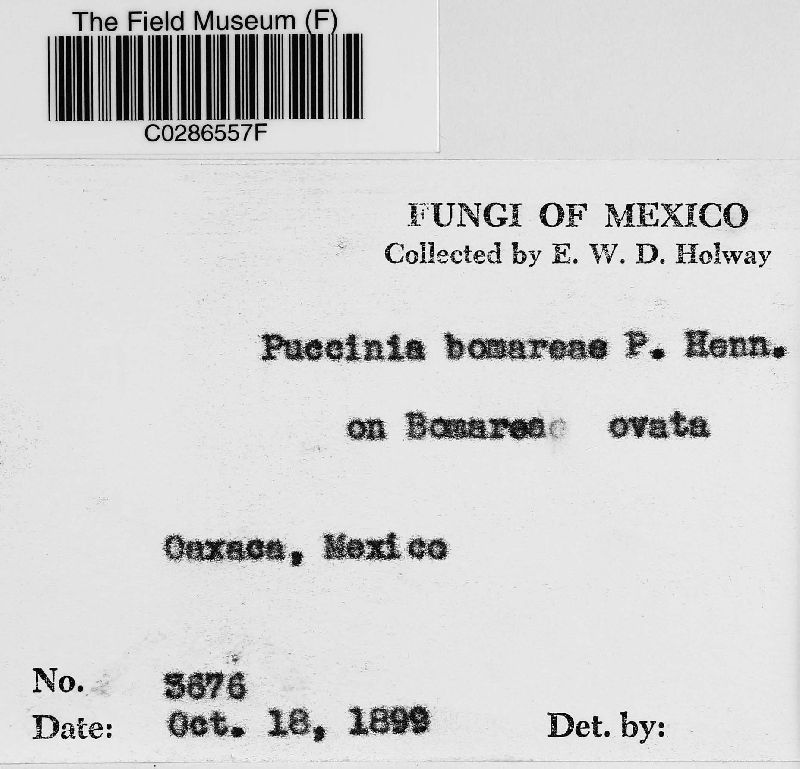 The Field Museum (F)
C0286557F
FUNGI OF MEXICO
Collected by E. W. D. Holway
Puccinia bomareae P. Henn.
on Bomarea ovata
Oaxaca, Mexico
No. 3676
Date: Oct. 18, 1899 Det. by: